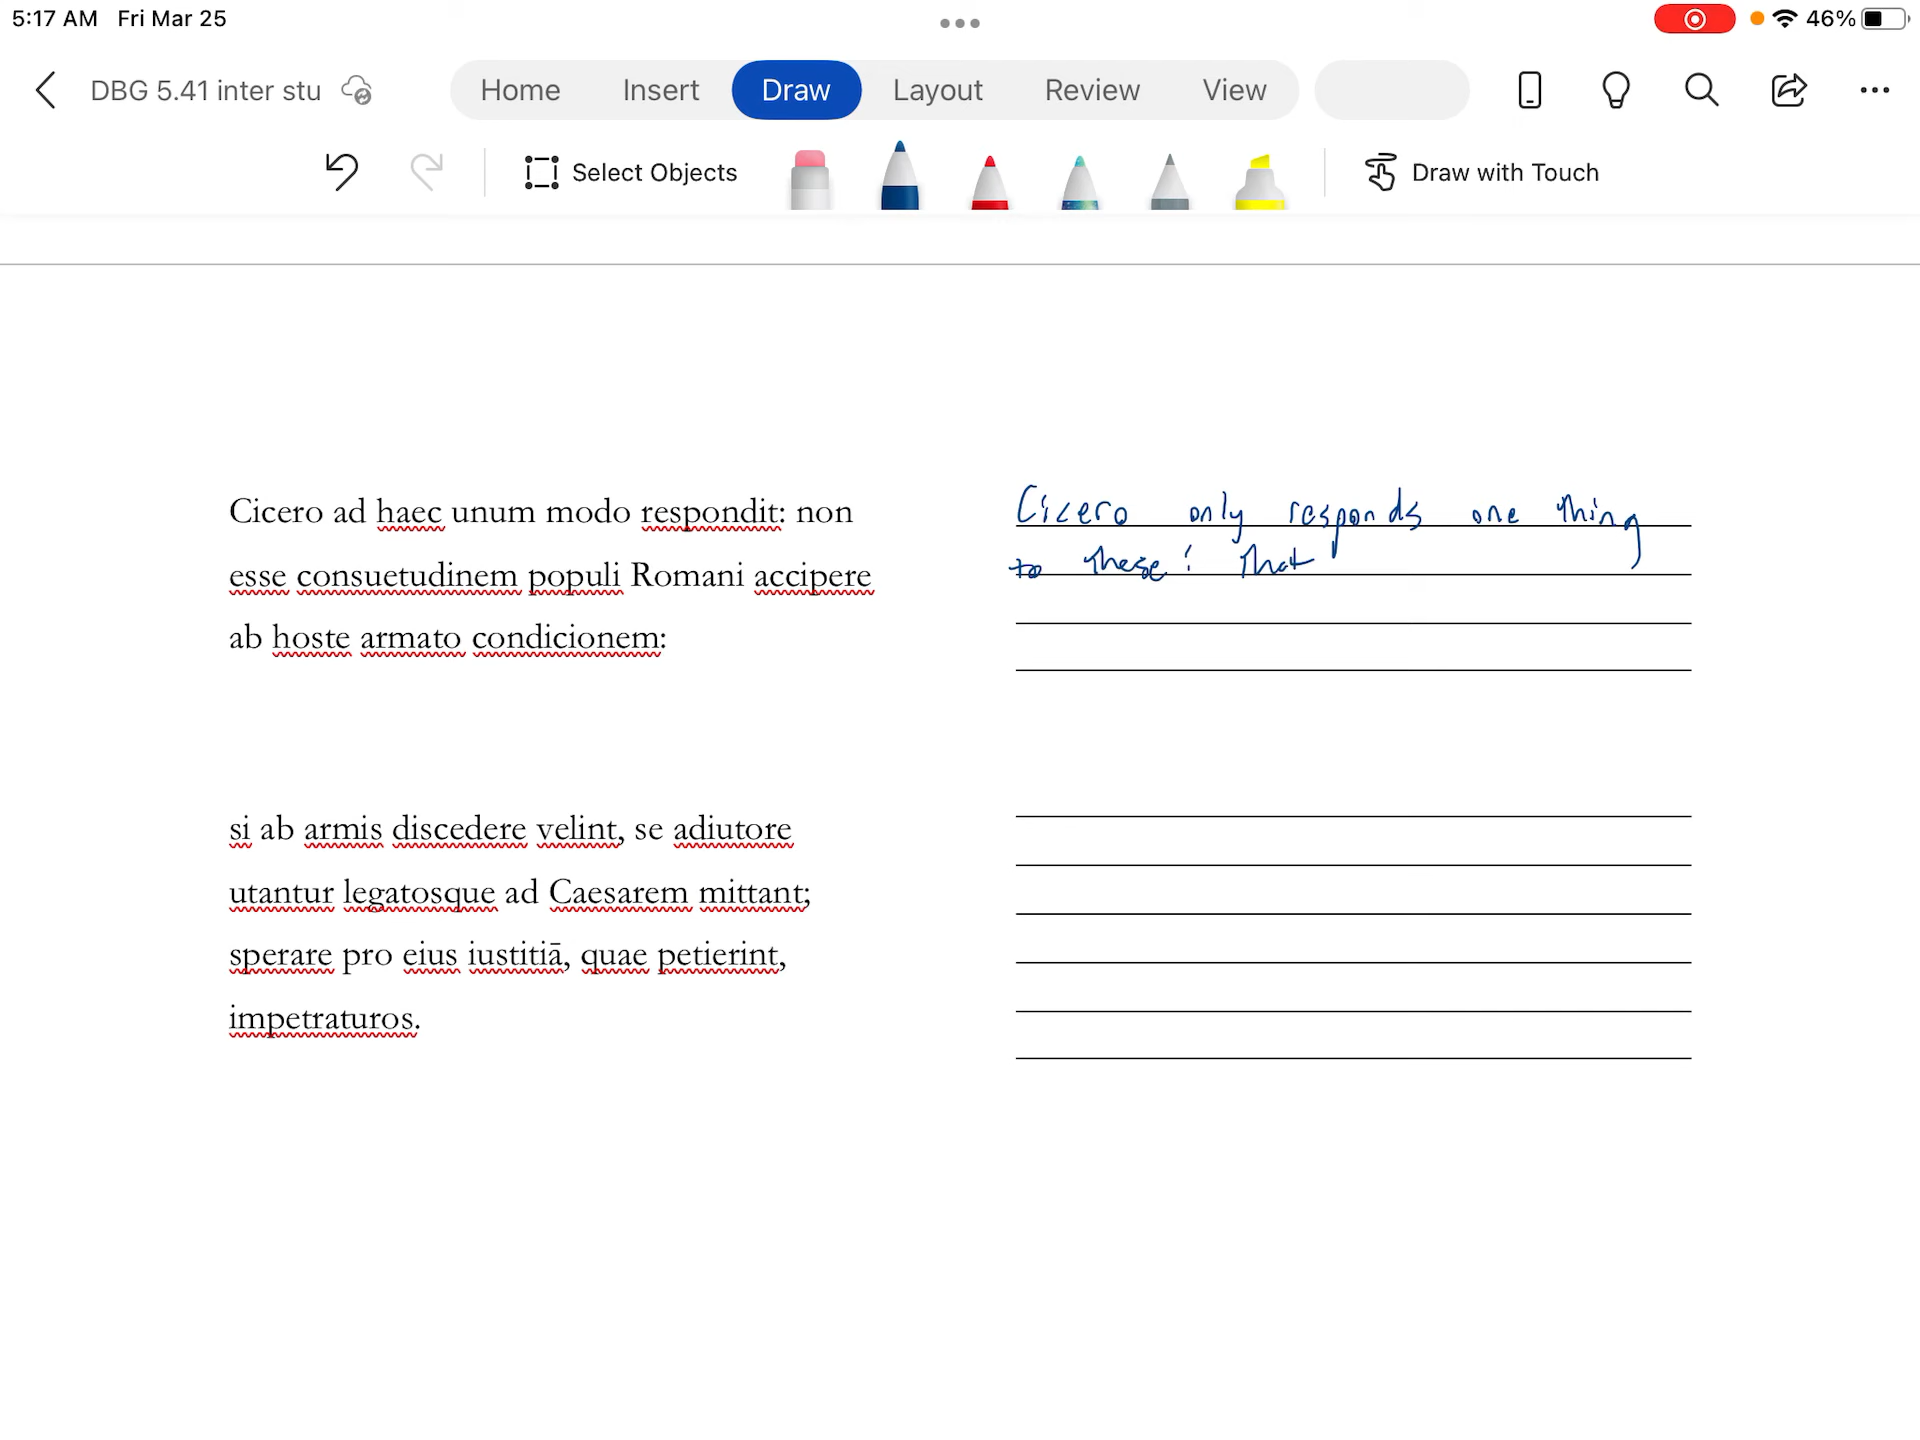 5:17 AM Fri Mar 25
46%
DBG 5.41 inter stu
Home Insert Draw Layout Review View
Select Objects
Draw with Touch
Cicero ad haec unum modo respondit: non
esse consuetudinem populi Romani accipere
ab hoste armato condicionem:
Cicero only responds one thing
to these: that
si ab armis discedere velint, se adiutore
utantur legatosque ad Caesarem mittant;
sperare pro eius iustitiā, quae petierint,
impetraturos.